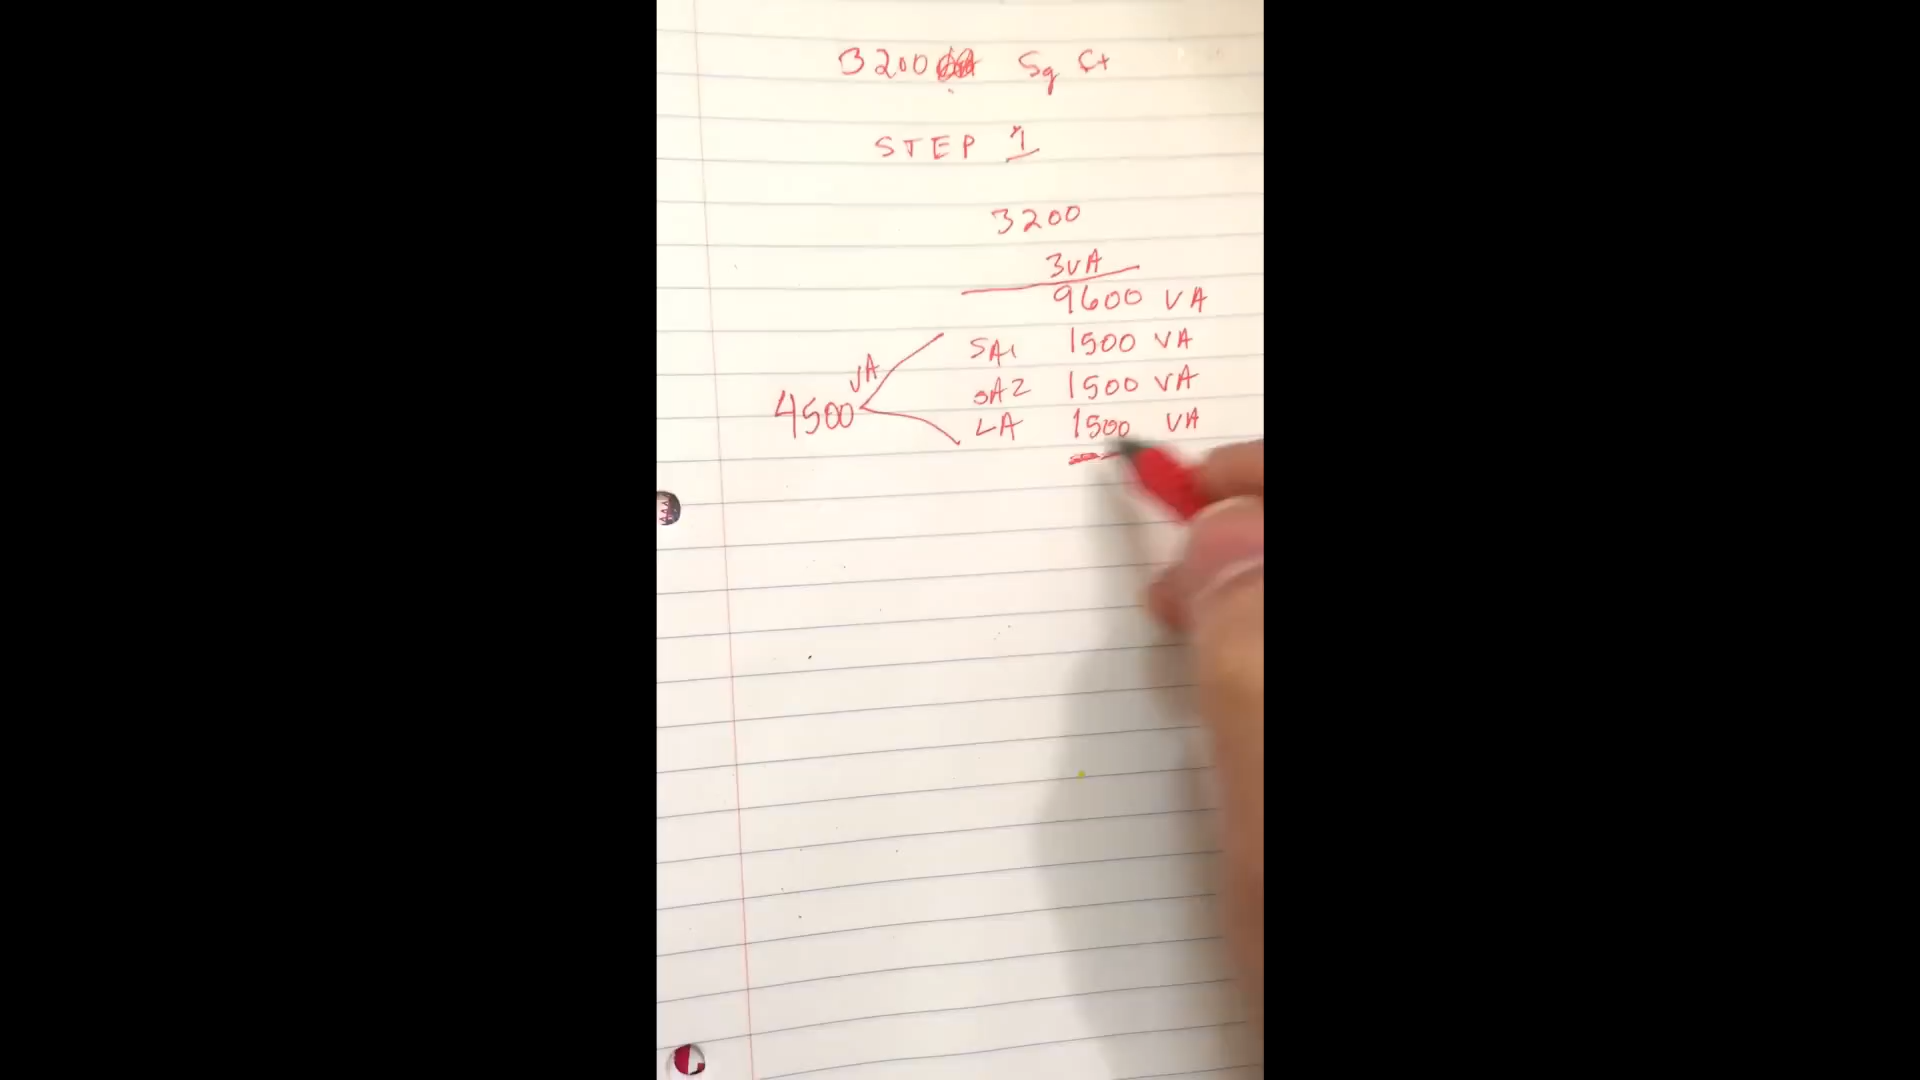 3200 Sq Ft
STEP 1
3200
3VA
9600 VA
SA1 1500 VA
SA2 1500 VA
LA 1500 VA
4500 VA